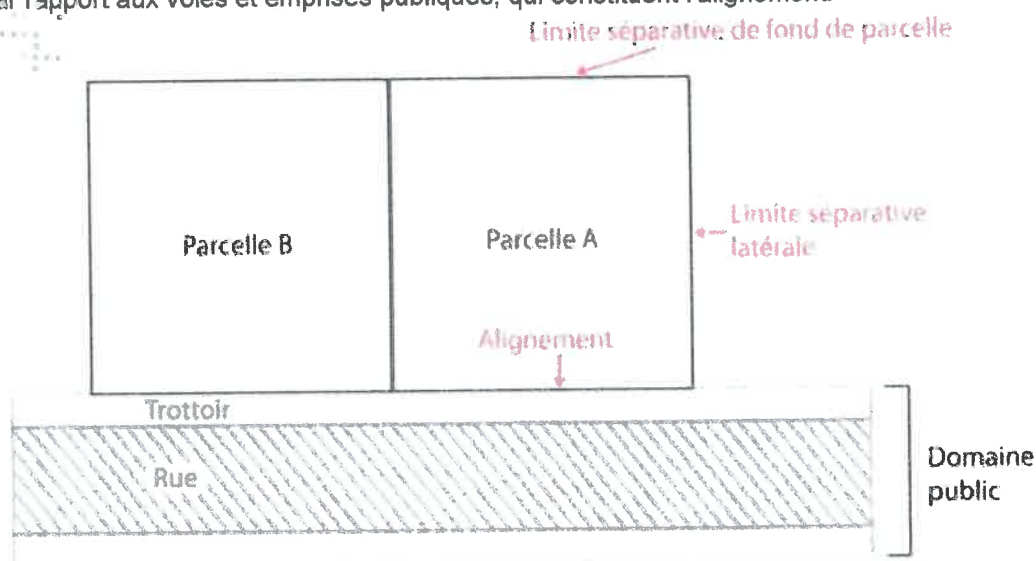 rapport aux voies et emprises publiques, qui constituent l'alignement
Limite séparative de fond de parcelle
Parcelle B
Parcelle A
Limite séparative
latérale
Alignement
Trottoir
Rue
Domaine
public